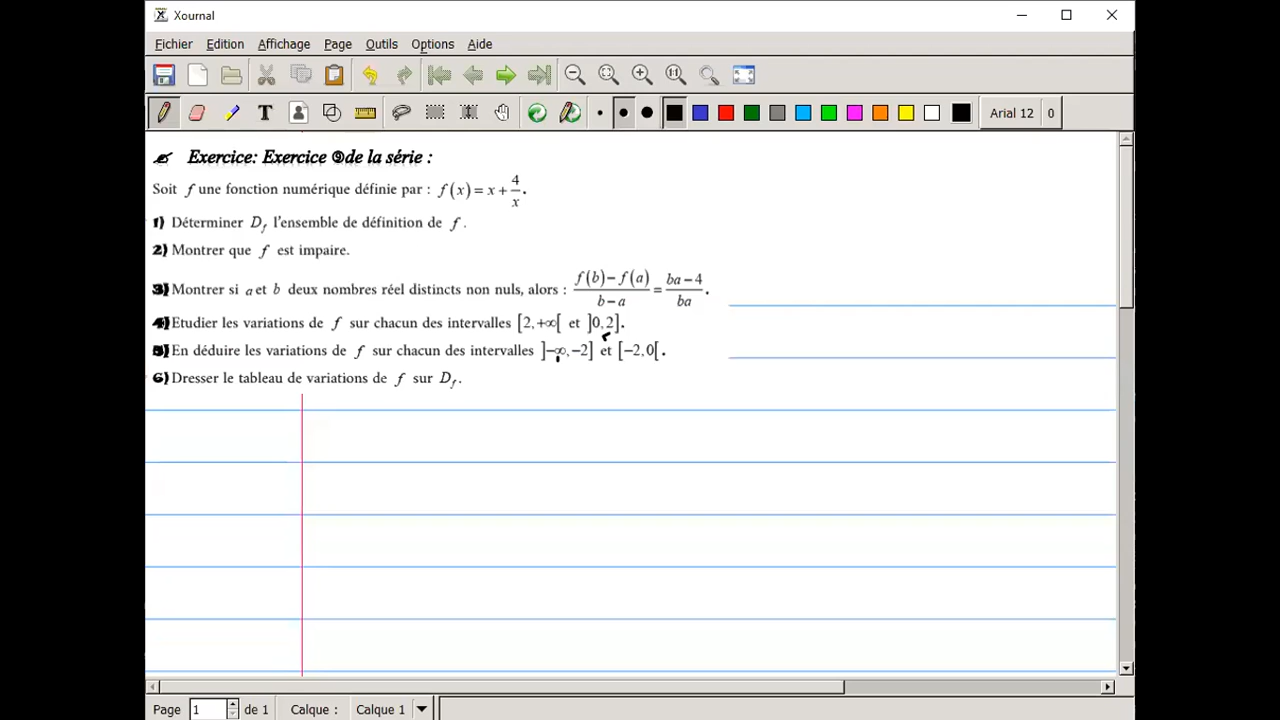 Xournal
Fichier Edition Affichage Page Outils Options Aide
Arial 12 0
Exercice: Exercice ⑨de la série :
Soit f une fonction numérique définie par : f(x) = x + 4/x.
1) Déterminer D_f l'ensemble de définition de f.
2) Montrer que f est impaire.
3) Montrer si a et b deux nombres réel distincts non nuls, alors : (f(b) − f(a))/(b − a) = (ba − 4)/ba.
4) Etudier les variations de f sur chacun des intervalles [2, +∞[ et ]0, 2].
5) En déduire les variations de f sur chacun des intervalles ]−∞, −2] et [−2, 0[.
6) Dresser le tableau de variations de f sur D_f.
Page 1 de 1 Calque : Calque 1